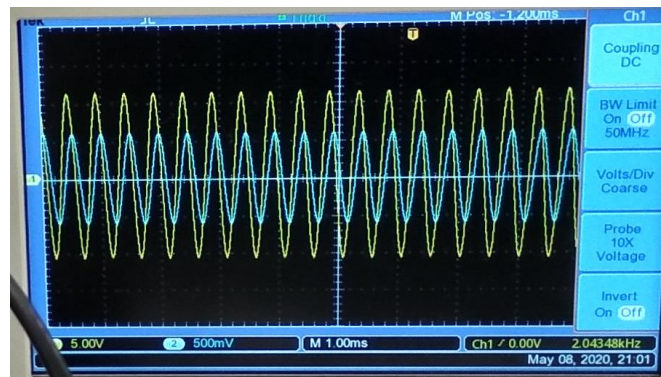 M Pos: -1.200ms Ch1
T
Coupling
DC
BW Limit
On Off
50MHz
1
Volts/Div
Coarse
Probe
10X
Voltage
Invert
On Off
5.00V 2 500mV M 1.00ms Ch1 / 0.00V 2.04348kHz
May 08, 2020, 21:01